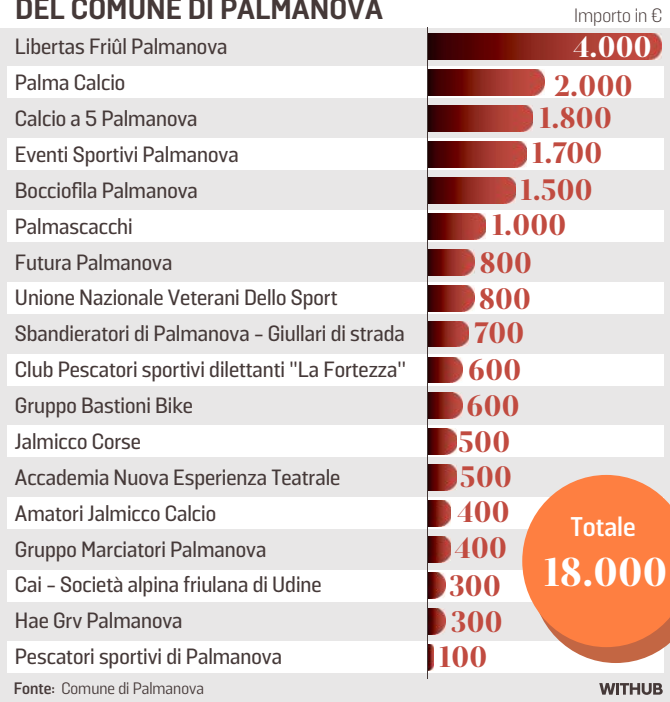 DEL COMUNE DI PALMANOVA
Importo in €
Libertas Friûl Palmanova 4.000
Palma Calcio 2.000
Calcio a 5 Palmanova 1.800
Eventi Sportivi Palmanova 1.700
Bocciofila Palmanova 1.500
Palmascacchi 1.000
Futura Palmanova 800
Unione Nazionale Veterani Dello Sport 800
Sbandieratori di Palmanova - Giullari di strada 700
Club Pescatori sportivi dilettanti "La Fortezza" 600
Gruppo Bastioni Bike 600
Jalmicco Corse 500
Accademia Nuova Esperienza Teatrale 500
Amatori Jalmicco Calcio 400
Gruppo Marciatori Palmanova 400
Cai - Società alpina friulana di Udine 300
Hae Grv Palmanova 300
Pescatori sportivi di Palmanova 100
Totale
18.000
Fonte: Comune di Palmanova
WITHUB